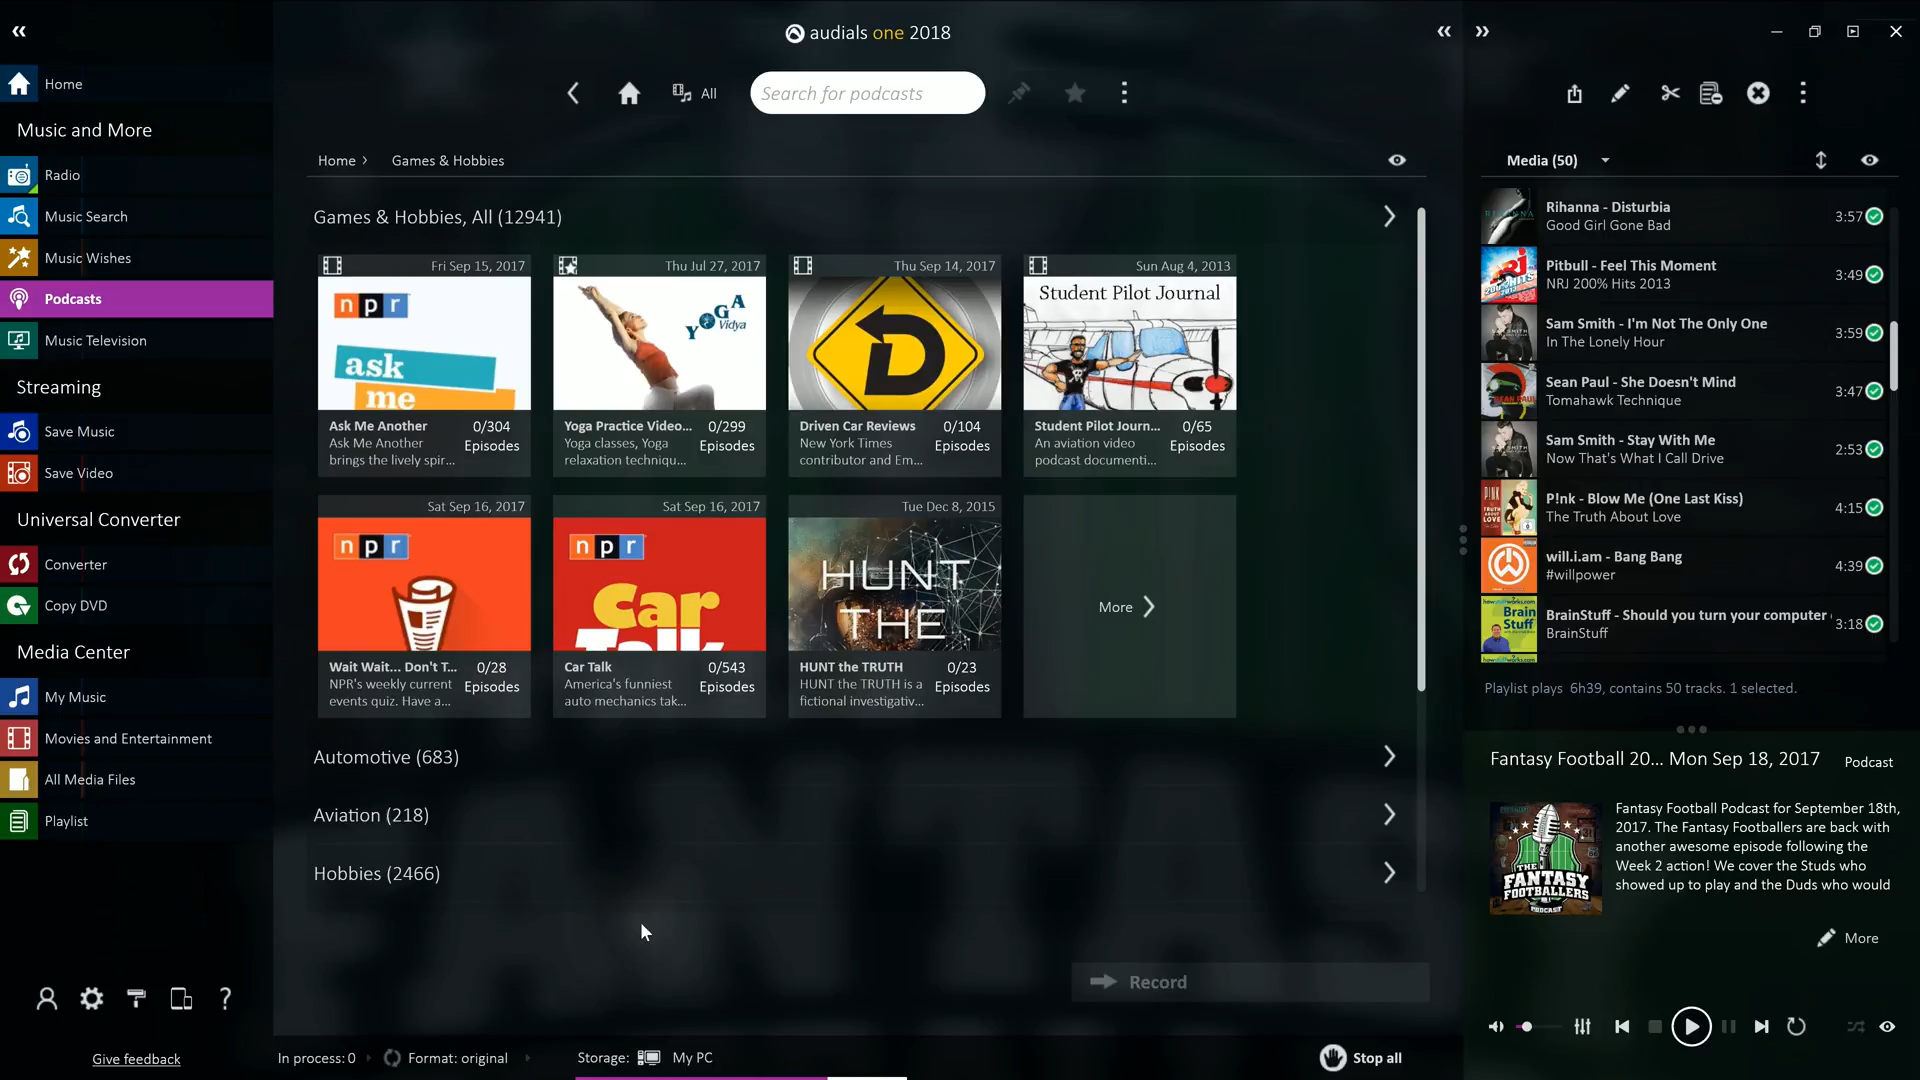 audials one 2018
Home
Music and More
Radio
Music Search
Music Wishes
Podcasts
Music Television
Streaming
Save Music
Save Video
Universal Converter
Converter
Copy DVD
Media Center
My Music
Movies and Entertainment
All Media Files
Playlist
Give feedback
All
Search for podcasts
Home
Games & Hobbies
Games & Hobbies, All (12941)
Fri Sep 15, 2017
npr
ask
me
Ask Me Another
0/304
Episodes
Ask Me Another
brings the lively spir...
Thu Jul 27, 2017
YOGA
Vidya
Yoga Practice Video...
0/299
Episodes
Yoga classes, Yoga
relaxation techniqu...
Thu Sep 14, 2017
D
Driven Car Reviews
0/104
Episodes
New York Times
contributor and Em...
Sun Aug 4, 2013
Student Pilot Journal
Student Pilot Journ...
0/65
Episodes
An aviation video
podcast documenti...
Sat Sep 16, 2017
npr
Wait Wait... Don't T...
0/28
Episodes
NPR's weekly current
events quiz. Have a...
Sat Sep 16, 2017
npr
Car
Talk
Car Talk
0/543
Episodes
America's funniest
auto mechanics tak...
Tue Dec 8, 2015
HUNT
THE
HUNT the TRUTH
0/23
Episodes
HUNT the TRUTH is a
fictional investigativ...
More
Automotive (683)
Aviation (218)
Hobbies (2466)
Record
In process: 0
Format: original
Storage:
My PC
Stop all
Media (50)
Rihanna - Disturbia
Good Girl Gone Bad
3:57
Pitbull - Feel This Moment
NRJ 200% Hits 2013
3:49
Sam Smith - I'm Not The Only One
In The Lonely Hour
3:59
Sean Paul - She Doesn't Mind
Tomahawk Technique
3:47
Sam Smith - Stay With Me
Now That's What I Call Drive
2:53
P!nk - Blow Me (One Last Kiss)
The Truth About Love
4:15
will.i.am - Bang Bang
#willpower
4:39
Brain
Stuff
BrainStuff - Should you turn your computer
BrainStuff
3:18
Playlist plays 6h39, contains 50 tracks. 1 selected.
Fantasy Football 20... Mon Sep 18, 2017
Podcast
THE
FANTASY
FOOTBALLERS
PODCAST
Fantasy Football Podcast for September 18th,
2017. The Fantasy Footballers are back with
another awesome episode following the
Week 2 action! We cover the Studs who
showed up to play and the Duds who would
More